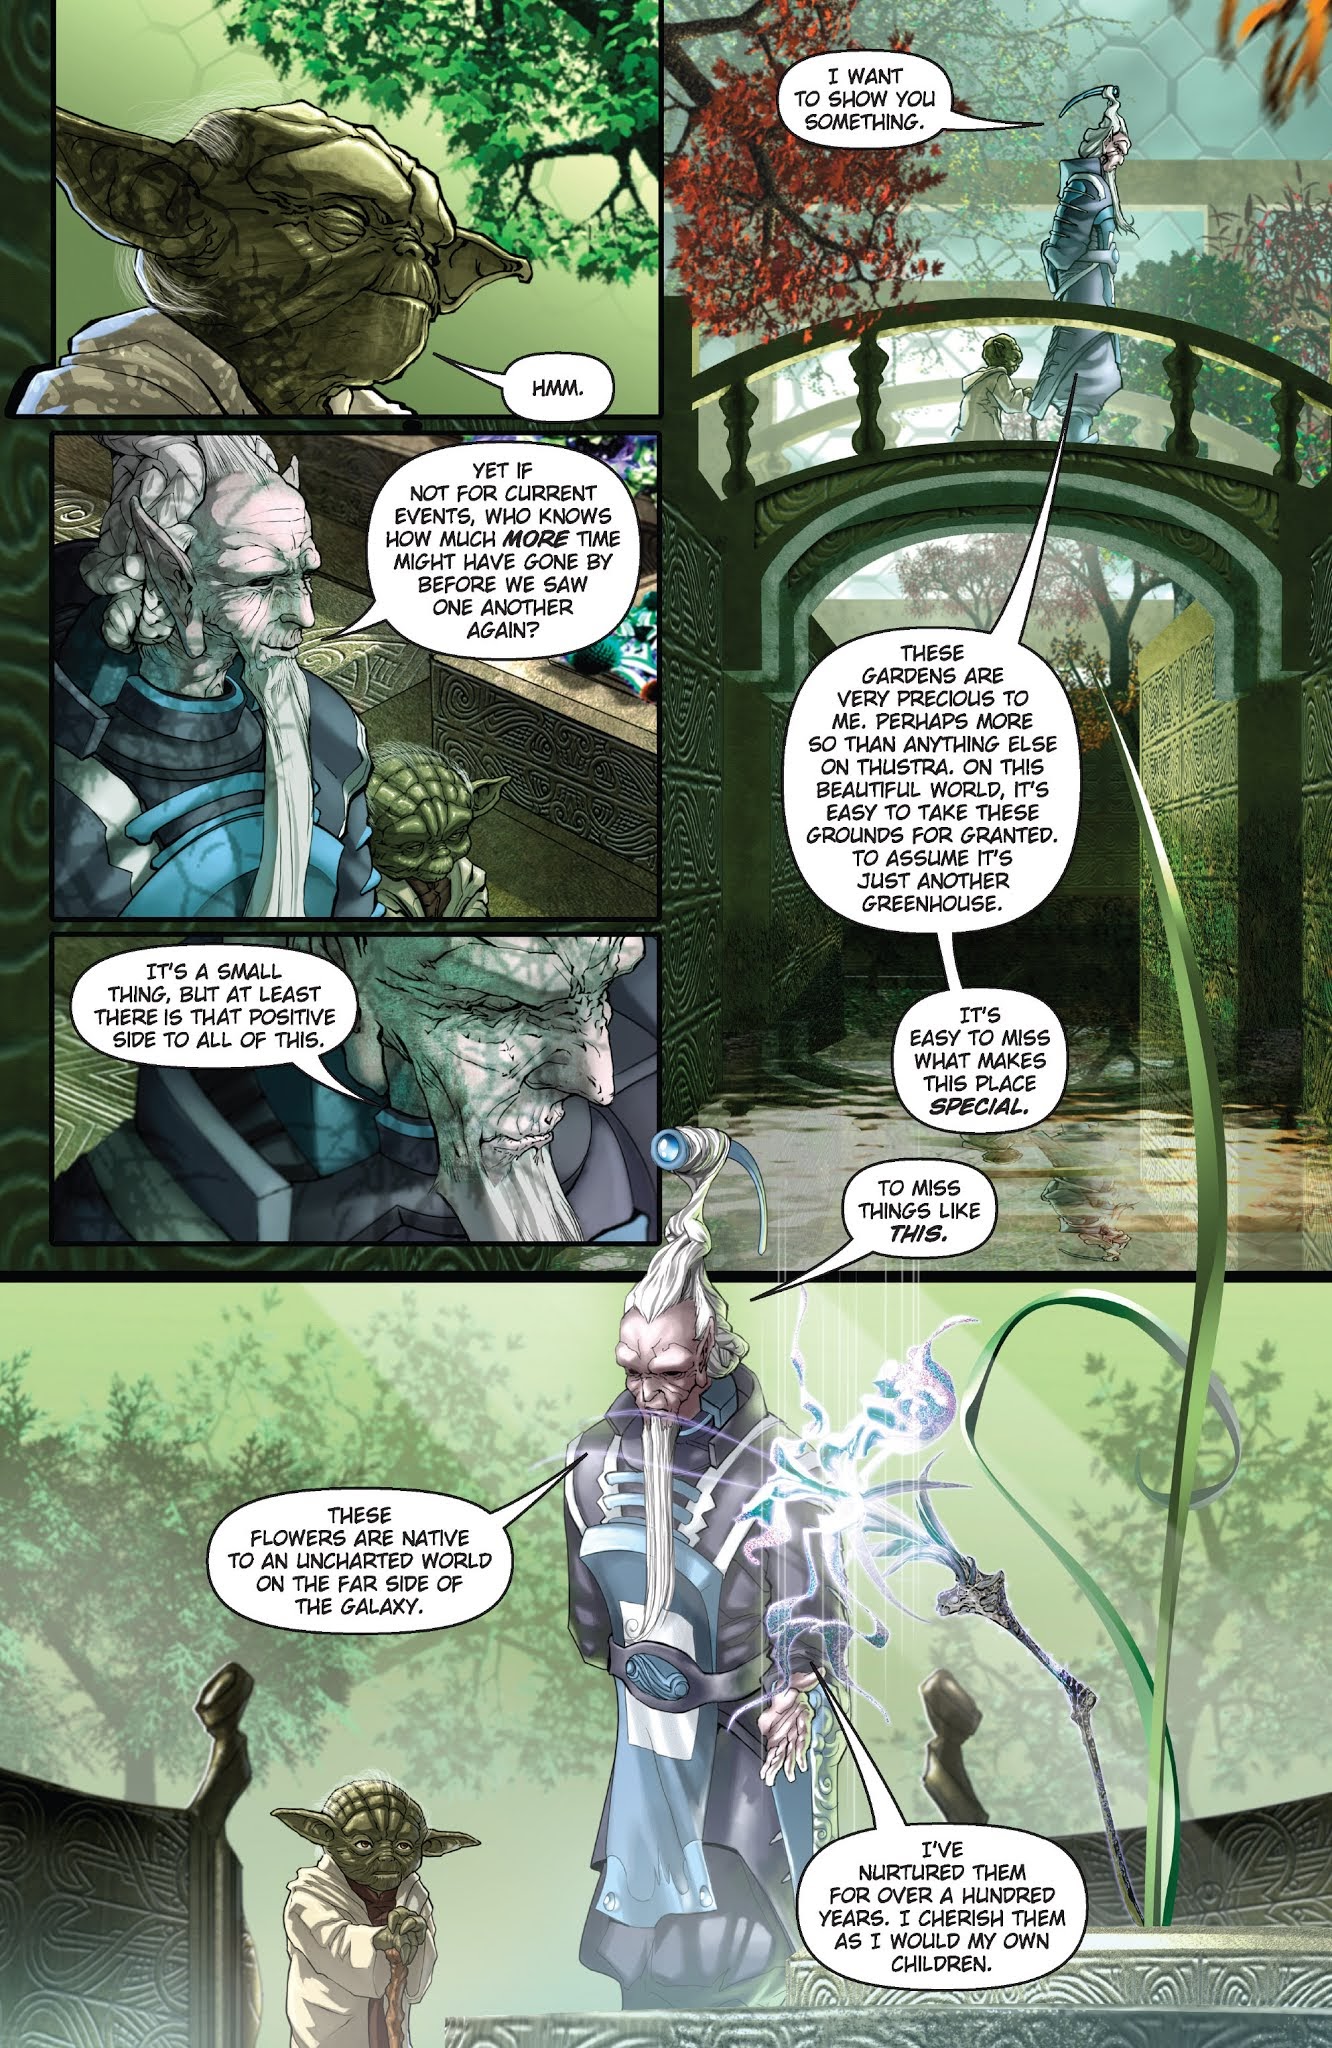 HMM.
YET IF
NOT FOR CURRENT
EVENTS, WHO KNOWS
HOW MUCH MORE TIME
MIGHT HAVE GONE BY
BEFORE WE SAW
ONE ANOTHER
AGAIN?
IT'S A SMALL
THING, BUT AT LEAST
THERE IS THAT POSITIVE
SIDE TO ALL OF THIS.
I WANT
TO SHOW YOU
SOMETHING.
THESE
GARDENS ARE
VERY PRECIOUS TO
ME. PERHAPS MORE
SO THAN ANYTHING ELSE
ON THUSTRA. ON THIS
BEAUTIFUL WORLD, IT'S
EASY TO TAKE THESE
GROUNDS FOR GRANTED.
TO ASSUME IT'S
JUST ANOTHER
GREENHOUSE.
IT'S
EASY TO MISS
WHAT MAKES
THIS PLACE
SPECIAL.
TO MISS
THINGS LIKE
THIS.
THESE
FLOWERS ARE NATIVE
TO AN UNCHARTED WORLD
ON THE FAR SIDE OF
THE GALAXY.
I'VE
NURTURED THEM
FOR OVER A HUNDRED
YEARS. I CHERISH THEM
AS I WOULD MY OWN
CHILDREN.